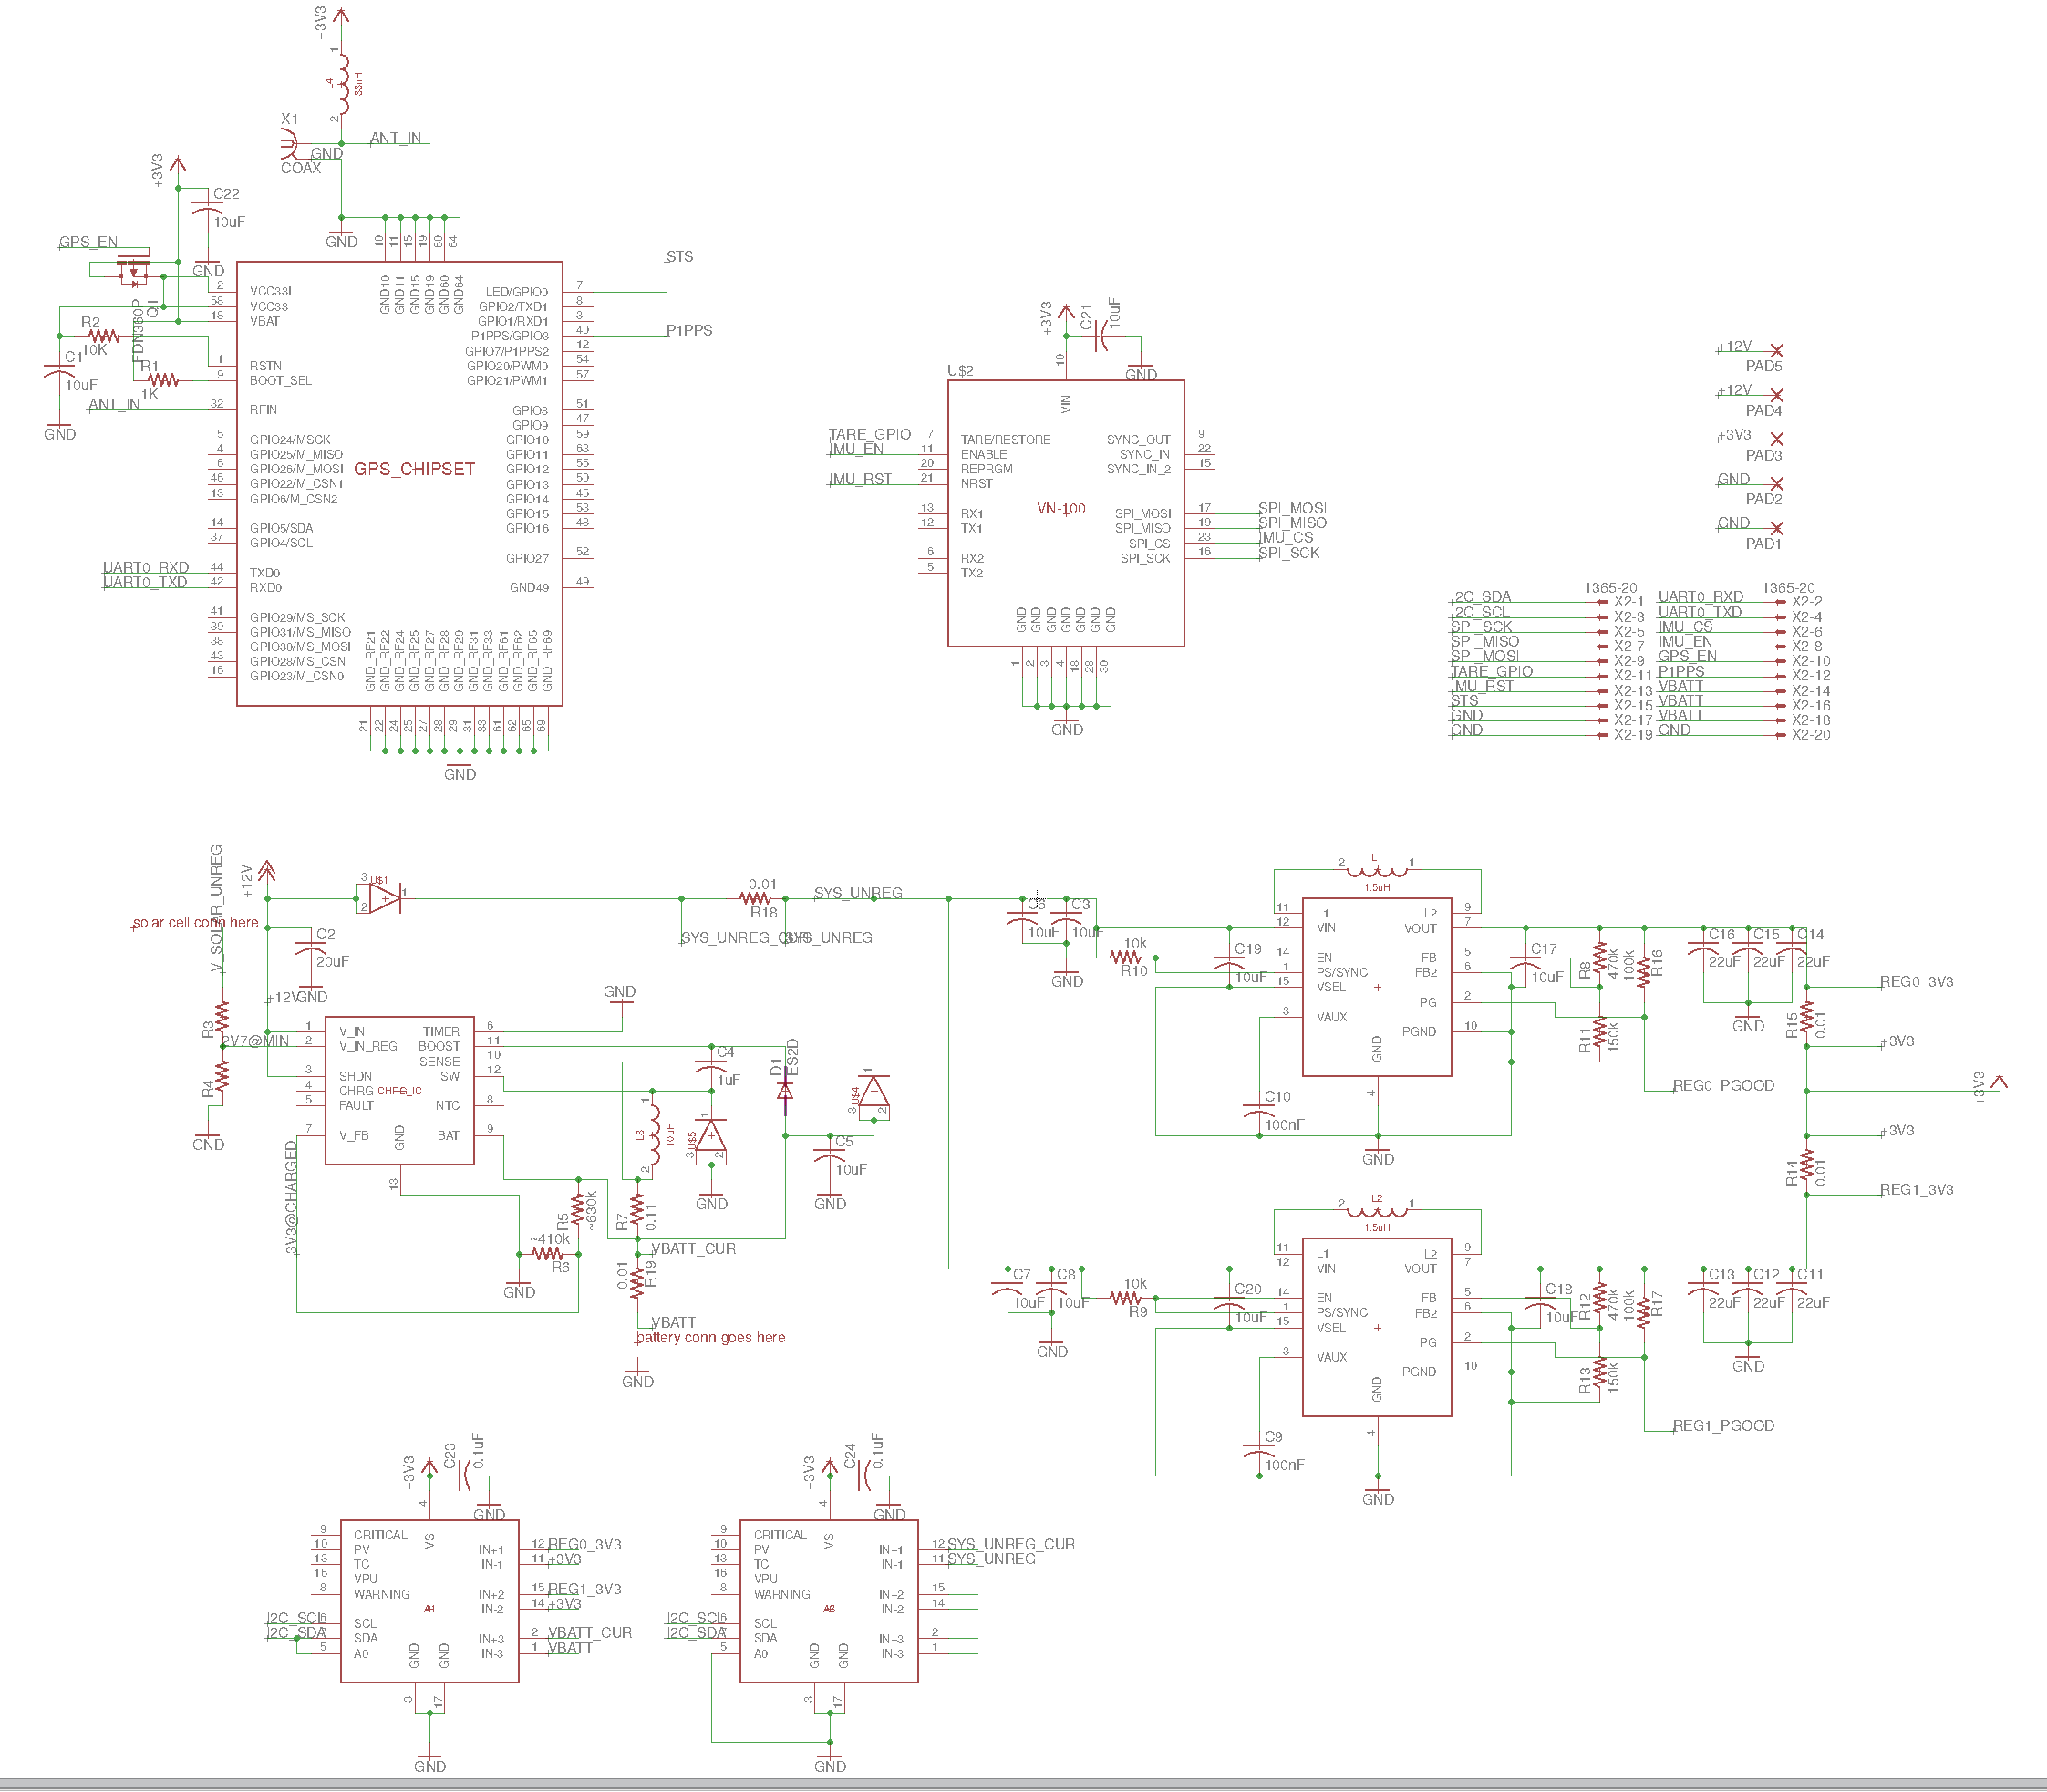 +3V3
1
L4
33nH
2
X1
ANT_IN
GND
COAX
+3V3
C22
10uF
GPS_EN
GND
GND
Q1
FDN360P
R2
10K
C1
10uF
R1
1K
ANT_IN
GND
10 11 15 19 60 64
GND10 GND11 GND15 GND19 GND60 GND64
2 VCC33I
58 VCC33
18 VBAT
1 RSTN
9 BOOT_SEL
32 RFIN
5 GPIO24/MSCK
4 GPIO25/M_MISO
6 GPIO26/M_MOSI
46 GPIO22/M_CSN1
13 GPIO6/M_CSN2
14 GPIO5/SDA
37 GPIO4/SCL
UART0_RXD 44 TXD0
UART0_TXD 42 RXD0
41 GPIO29/MS_SCK
39 GPIO31/MS_MISO
38 GPIO30/MS_MOSI
43 GPIO28/MS_CSN
16 GPIO23/M_CSN0
GPS_CHIPSET
LED/GPIO0 7 STS
GPIO2/TXD1 8
GPIO1/RXD1 3
P1PPS/GPIO3 40 P1PPS
GPIO7/P1PPS2 12
GPIO20/PWM0 54
GPIO21/PWM1 57
GPIO8 51
GPIO9 47
GPIO10 59
GPIO11 63
GPIO12 55
GPIO13 50
GPIO14 45
GPIO15 53
GPIO16 48
GPIO27 52
GND49 49
GND_RF21 GND_RF22 GND_RF24 GND_RF25 GND_RF27 GND_RF28 GND_RF29 GND_RF31 GND_RF33 GND_RF61 GND_RF62 GND_RF65 GND_RF69
21 22 24 25 27 28 29 31 33 61 62 65 69
GND
+3V3
C21
10uF
GND
10
U$2
VIN
TARE_GPIO 7 TARE/RESTORE
IMU_EN 11 ENABLE
20 REPRGM
IMU_RST 21 NRST
13 RX1
12 TX1
6 RX2
5 TX2
VN-100
SYNC_OUT 9
SYNC_IN 22
SYNC_IN_2 15
SPI_MOSI 17 SPI_MOSI
SPI_MISO 19 SPI_MISO
SPI_CS 23 IMU_CS
SPI_SCK 16 SPI_SCK
GND GND GND GND GND GND GND
1 2 3 4 18 28 30
GND
+12V
PAD5
+12V
PAD4
+3V3
PAD3
GND
PAD2
GND
PAD1
1365-20 1365-20
I2C_SDA X2-1 UART0_RXD X2-2
I2C_SCL X2-3 UART0_TXD X2-4
SPI_SCK X2-5 IMU_CS X2-6
SPI_MISO X2-7 IMU_EN X2-8
SPI_MOSI X2-9 GPS_EN X2-10
TARE_GPIO X2-11 P1PPS X2-12
IMU_RST X2-13 VBATT X2-14
STS X2-15 VBATT X2-16
GND X2-17 VBATT X2-18
GND X2-19 GND X2-20
V_SOLAR_UNREG
+12V
solar cell conn here
C2
20uF
+12V
GND
R3
2V7@MIN
R4
GND
3 U$1 1
2
0.01
R18
SYS_UNREG
SYS_UNREG_CUR
SYS_UNREG
GND
1 V_IN
2 V_IN_REG
3 SHDN
4 CHRG
5 FAULT
7 V_FB
CHRG_IC
TIMER 6
BOOST 11
SENSE 10
SW 12
NTC 8
BAT 9
GND
13
3V3@CHARGED
C4
1uF
D1
ES2D
U$4
1
3 2
L3
10uH
1
2
U$5
1
3 2
GND
C5
10uF
GND
R5
~630k
R7
0.11
~410k
R6
GND
VBATT_CUR
0.01
R19
VBATT
battery conn goes here
GND
C6
10uF
C3
10uF
GND
10k
R10
C19
10uF
2 L1 1
1.5uH
11 L1
12 VIN
14 EN
1 PS/SYNC
15 VSEL
3 VAUX
L2 9
VOUT 7
FB 5
FB2 6
PG 2
PGND 10
GND
4
C10
100nF
GND
C17
10uF
R8
470k
100k
R16
R11
150k
C16
22uF
C15
22uF
C14
22uF
GND
REG0_PGOOD
REG0_3V3
R15
0.01
+3V3
+3V3
+3V3
R14
0.01
REG1_3V3
C7
10uF
C8
10uF
GND
10k
R9
C20
10uF
2 L2 1
1.5uH
11 L1
12 VIN
14 EN
1 PS/SYNC
15 VSEL
3 VAUX
L2 9
VOUT 7
FB 5
FB2 6
PG 2
PGND 10
GND
4
C9
100nF
GND
C18
10uF
R12
470k
100k
R17
R13
150k
C13
22uF
C12
22uF
C11
22uF
GND
REG1_PGOOD
+3V3
C23
0.1uF
GND
4
VS
9 CRITICAL
10 PV
13 TC
16 VPU
8 WARNING
I2C_SCL 6 SCL
I2C_SDA SDA
5 A0
IN+1 12 REG0_3V3
IN-1 11 +3V3
IN+2 15 REG1_3V3
IN-2 14 +3V3
IN+3 2 VBATT_CUR
IN-3 1 VBATT
GND GND
3 17
GND
+3V3
C24
0.1uF
GND
4
VS
9 CRITICAL
10 PV
13 TC
16 VPU
8 WARNING
I2C_SCL 6 SCL
I2C_SDA SDA
5 A0
IN+1 12 SYS_UNREG_CUR
IN-1 11 SYS_UNREG
IN+2 15
IN-2 14
IN+3 2
IN-3 1
GND GND
3 17
GND